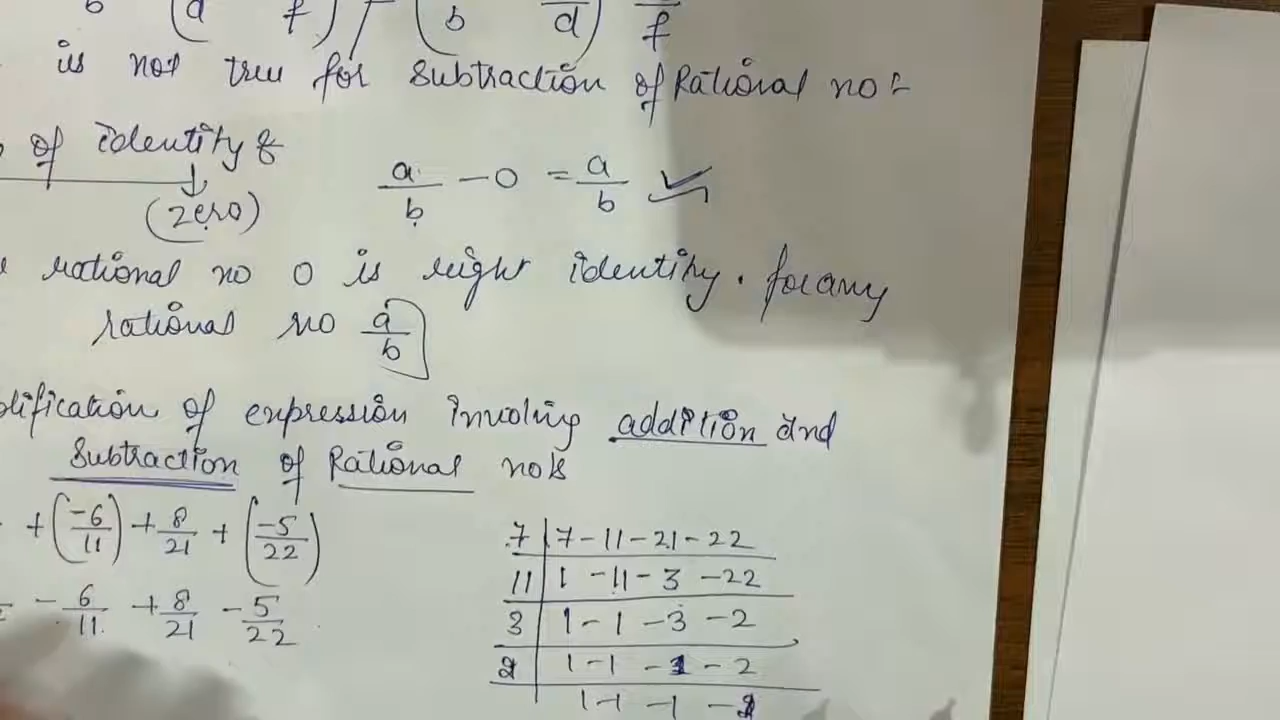 b (d f) ≠ (b d) f
is not true for Subtraction of Rational no:-
of identity &
(zero)
a/b - 0 = a/b ✓
rational no 0 is right identity. for any
rational no a/b
plification of expression involving addition and
Subtraction of Rational no's
+ (-6/11) + 8/21 + (-5/22)
- 6/11 + 8/21 - 5/22
7 | 7 - 11 - 21 - 22
11 | 1 - 11 - 3 - 22
3 | 1 - 1 - 3 - 2
2 | 1 - 1 - 1 - 2
1 - 1 - 1 - 1